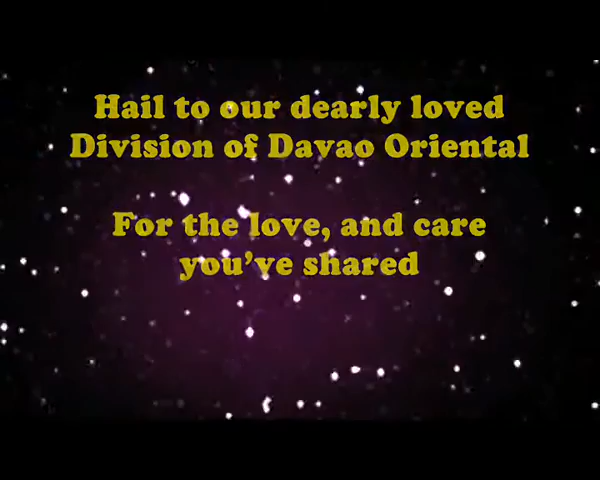 Hail to our dearly loved
Division of Davao Oriental
For the love, and care
you've shared